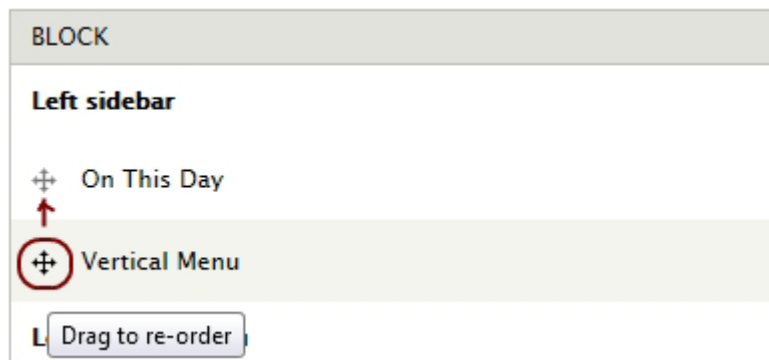 BLOCK
Left sidebar
On This Day
Vertical Menu
Drag to re-order